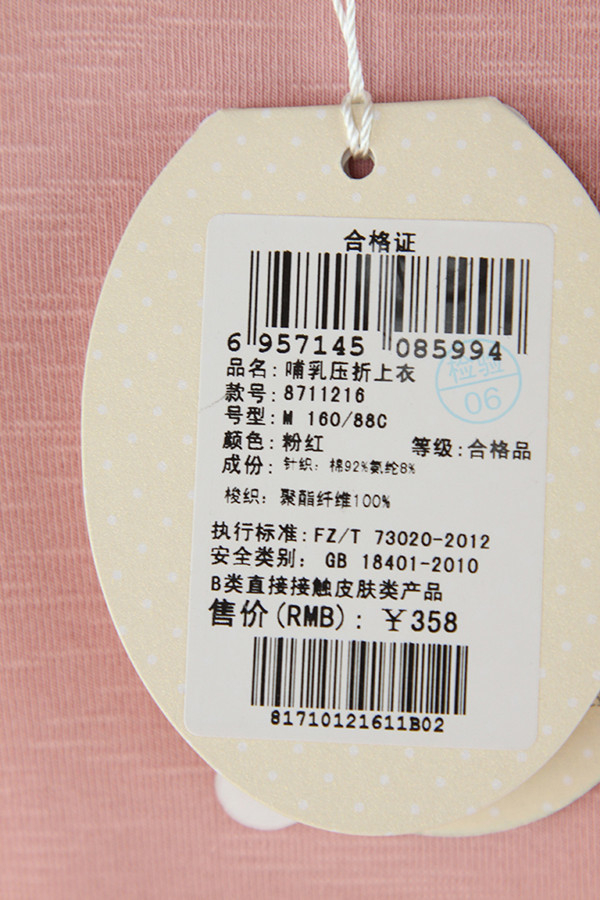 合格证
6 957145 085994
品名:哺乳压折上衣
检验
06
款号:8711216
号型:M 160/88C
颜色:粉红 等级:合格品
成份:针织:棉92%氨纶8%
梭织:聚酯纤维100%
执行标准:FZ/T 73020-2012
安全类别: GB 18401-2010
B类直接接触皮肤类产品
售价(RMB):￥358
81710121611B02